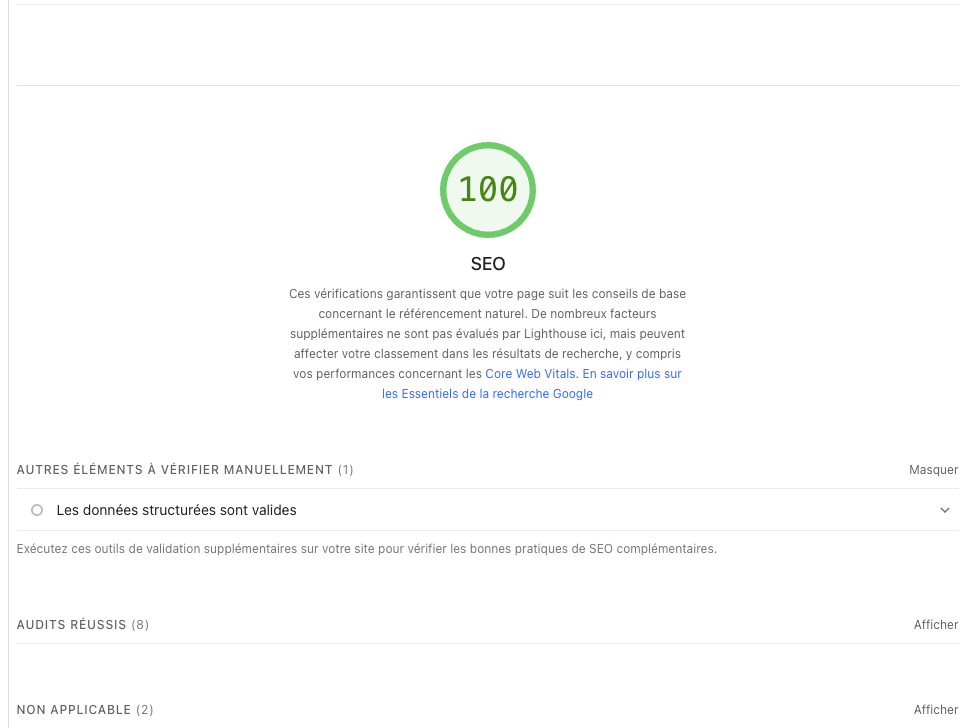 100
SEO
Ces vérifications garantissent que votre page suit les conseils de base
concernant le référencement naturel. De nombreux facteurs
supplémentaires ne sont pas évalués par Lighthouse ici, mais peuvent
affecter votre classement dans les résultats de recherche, y compris
vos performances concernant les Core Web Vitals. En savoir plus sur
les Essentiels de la recherche Google
AUTRES ÉLÉMENTS À VÉRIFIER MANUELLEMENT (1) Masquer
Les données structurées sont valides
Exécutez ces outils de validation supplémentaires sur votre site pour vérifier les bonnes pratiques de SEO complémentaires.
AUDITS RÉUSSIS (8) Afficher
NON APPLICABLE (2) Afficher